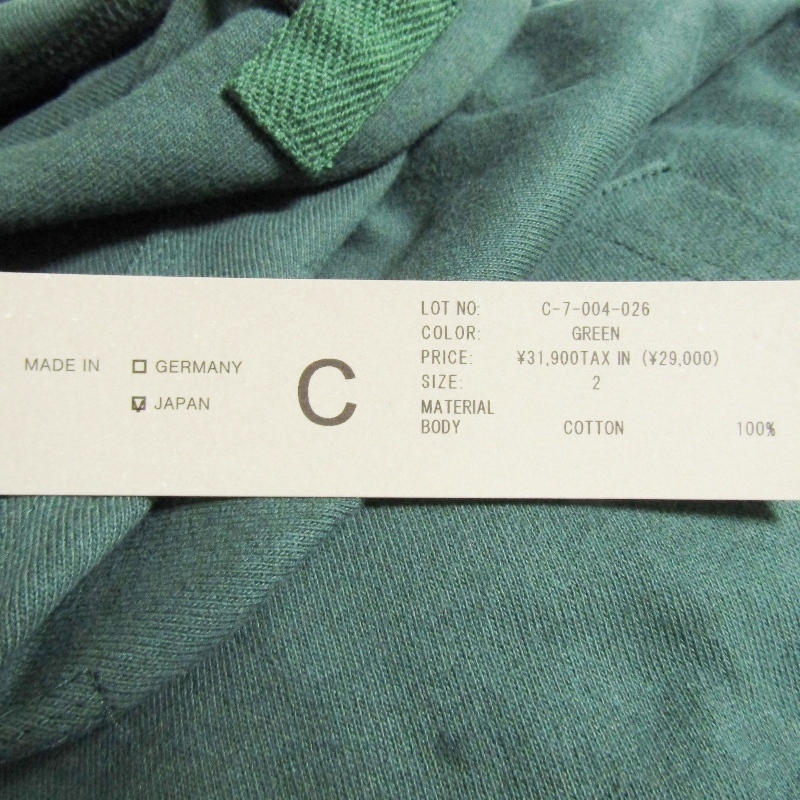 MADE IN ☐ GERMANY
☑ JAPAN
C
LOT NO: C-7-004-026
COLOR: GREEN
PRICE: ¥31,900TAX IN (¥29,000)
SIZE: 2
MATERIAL
BODY COTTON 100%